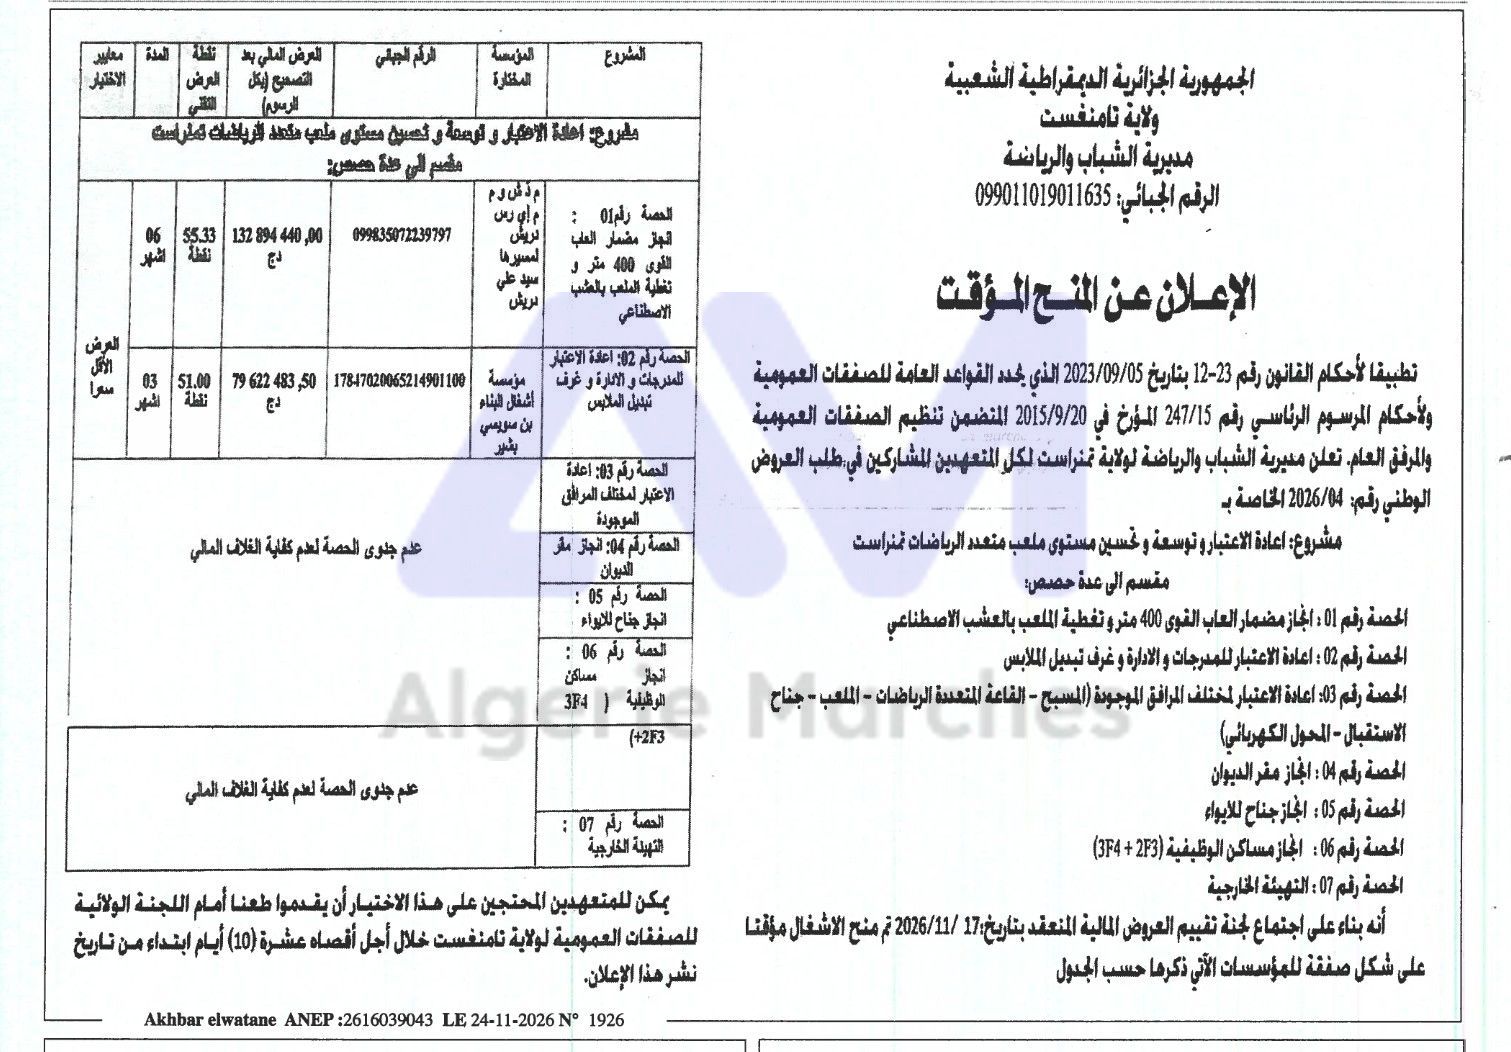 الجمهورية الجزائرية الديمقراطية الشعبية
ولاية تامنغست
مديرية الشباب والرياضة
الرقم الجبائي: 099011019011635
الإعلان عن المنح المؤقت
تطبيقا لأحكام القانون رقم 23-12 بتاريخ 2023/09/05 الذي يحدد القواعد العامة للصفقات العمومية
ولأحكام المرسوم الرئاسي رقم 247/15 المؤرخ في 2015/9/20 المتضمن تنظيم الصفقات العمومية
والمرفق العام، تعلن مديرية الشباب والرياضة لولاية تمنراست لكل المتعهدين المشاركين في طلب العروض
الوطني رقم: 2026/04 الخاصة بـ
مشروع: اعادة الاعتبار و توسعة و تحسين مستوى ملعب متعدد الرياضات تمنراست
مقسم الى عدة حصص:
الحصة رقم 01 : انجاز مضمار العاب القوى 400 متر و تغطية الملعب بالعشب الاصطناعي
الحصة رقم 02 : اعادة الاعتبار للمدرجات و الادارة و غرف تبديل الملابس
الحصة رقم 03: اعادة الاعتبار لمختلف المرافق الموجودة (المسبح - القاعة المتعددة الرياضات - الملعب - جناح
الاستقبال - المحول الكهربائي)
الحصة رقم 04 : انجاز مقر الديوان
الحصة رقم 05 : انجاز جناح للايواء
الحصة رقم 06 : انجاز مساكن الوظيفية (3F4 + 2F3)
الحصة رقم 07 : التهيئة الخارجية
أنه بناء على اجتماع لجنة تقييم العروض المالية المنعقد بتاريخ: 17 /2026/11 تم منح الاشغال مؤقتا
على شكل صفقة للمؤسسات الآتي ذكرها حسب الجدول
المشروع
المؤسسة
المختارة
الرقم الجبائي
العرض المالي بعد
التصحيح (بكل
الرسوم)
نقطة
العرض
التقني
المدة
معايير
الاختيار
مشروع: اعادة الاعتبار و توسعة و تحسين مستوى ملعب متعدد الرياضات تمنراست
مقسم الى عدة حصص:
الحصة رقم01 :
انجاز مضمار العاب
القوى 400 متر و
تغطية الملعب بالعشب
الاصطناعي
م ذ ش و م
م اي رس
دريش
لمسيرها
سيد علي
دريش
099835072239797
132 894 440 ,00
دج
55.33
نقطة
06
اشهر
العرض
الأقل
سعرا
الحصة رقم 02: اعادة الاعتبار
للمدرجات و الادارة و غرف
تبديل الملابس
مؤسسة
أشغال البناء
بن سويسي
بشير
17847020065214901100
79 622 483 ,50
دج
51.00
نقطة
03
اشهر
الحصة رقم 03: اعادة
الاعتبار لمختلف المرافق
الموجودة
الحصة رقم 04: انجاز مقر
الديوان
الحصة رقم 05 :
انجاز جناح للايواء
الحصة رقم 06 :
انجاز مساكن
الوظيفية ( 3F4
+2F3)
عدم جدوى الحصة لعدم كفاية الغلاف المالي
عدم جدوى الحصة لعدم كفاية الغلاف المالي
الحصة رقم 07 :
التهيئة الخارجية
يمكن للمتعهدين المحتجين على هذا الاختيار أن يقدموا طعنا أمام اللجنة الولائية
للصفقات العمومية لولاية تامنغست خلال أجل أقصاه عشرة (10) أيام ابتداء من تاريخ
نشر هذا الإعلان.
Akhbar elwatane ANEP :2616039043 LE 24-11-2026 N° 1926
Algerie Marches